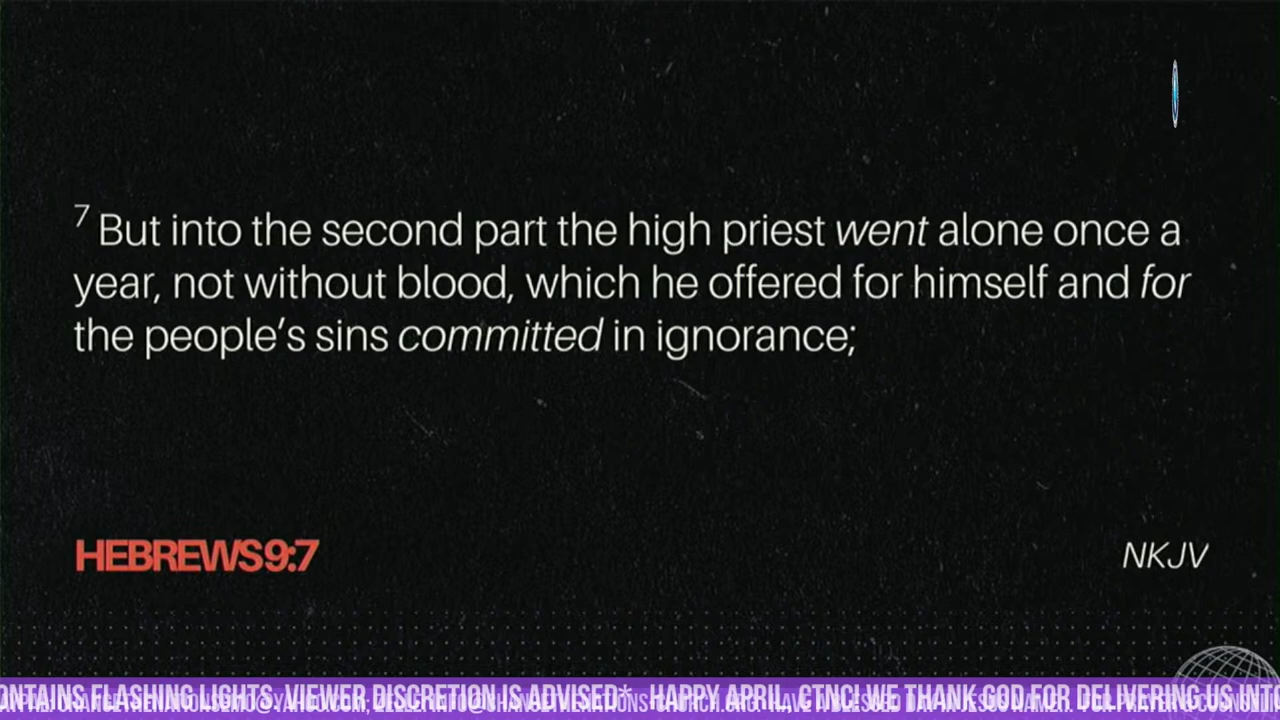 7 But into the second part the high priest went alone once a
year, not without blood, which he offered for himself and for
the people’s sins committed in ignorance;
HEBREWS 9:7
NKJV
ONTAINS FLASHING LIGHTS. VIEWER DISCRETION IS ADVISED* HAPPY APRIL, CTNC! WE THANK GOD FOR DELIVERING US INTO